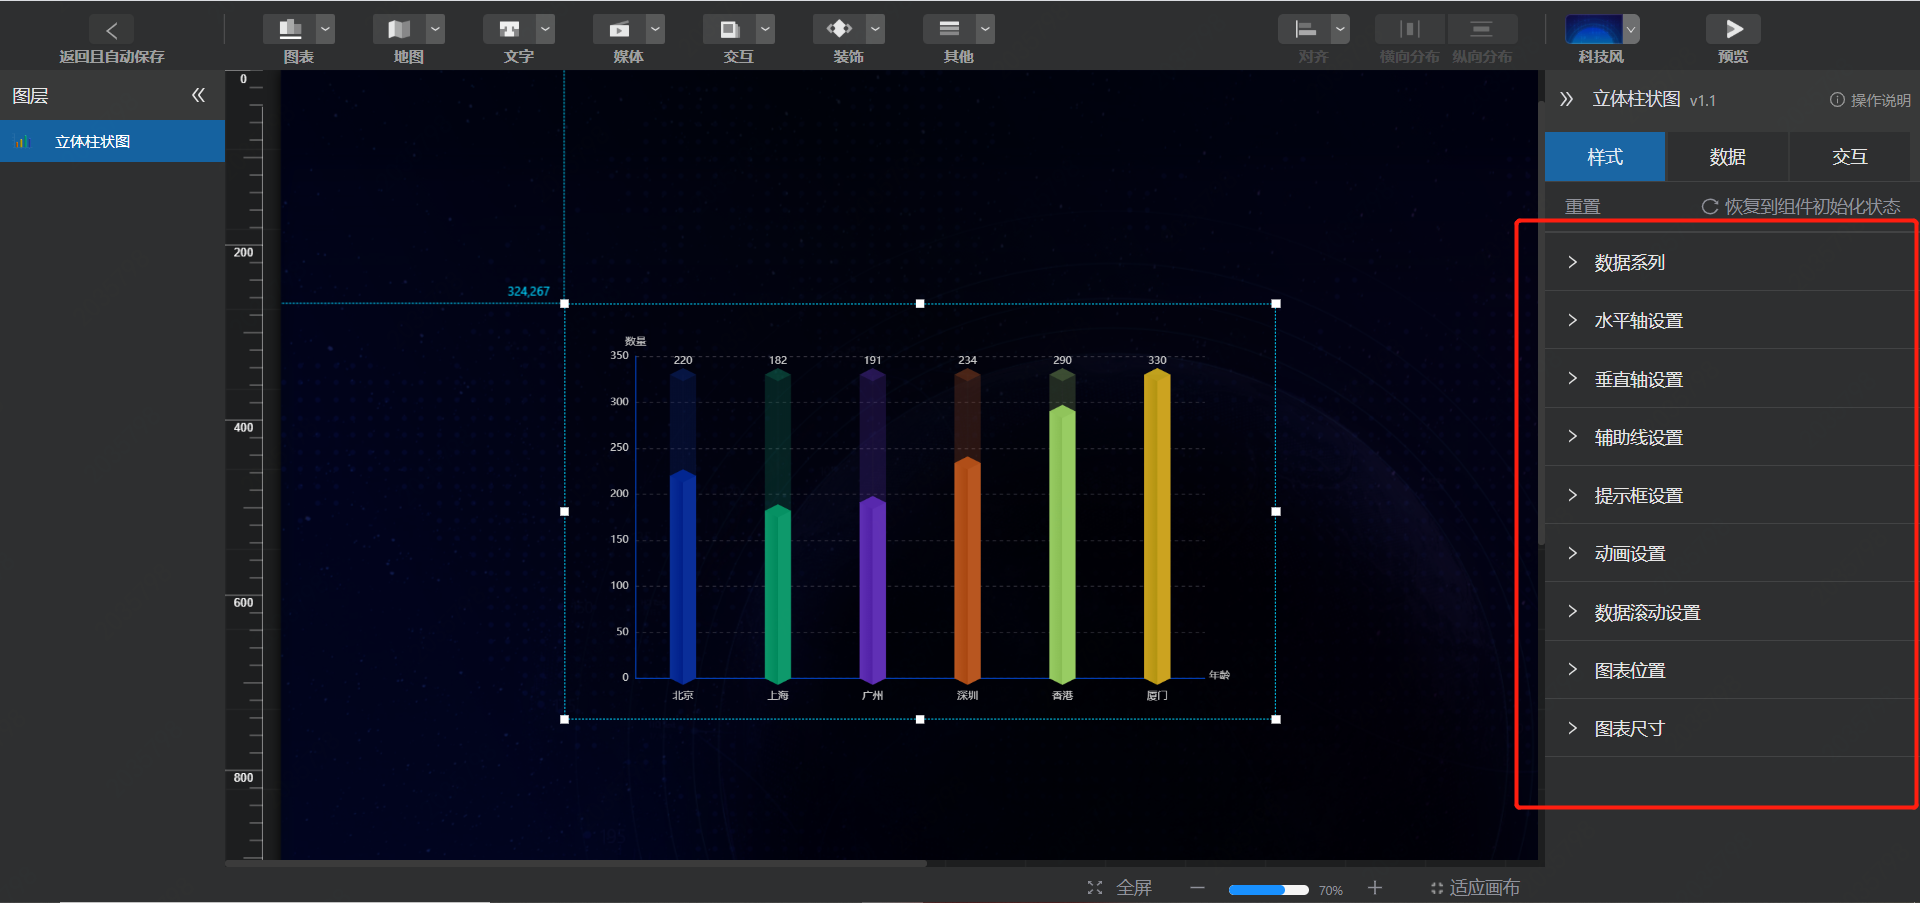 返回且自动保存
图表
地图
文字
媒体
交互
装饰
其他
对齐
横向分布
纵向分布
科技风
预览
图层
立体柱状图
0
200
400
600
800
324,267
数量
350
300
250
200
150
100
50
0
220
182
191
234
290
330
北京
上海
广州
深圳
香港
厦门
年龄
立体柱状图 v1.1
操作说明
样式
数据
交互
重置
恢复到组件初始化状态
数据系列
水平轴设置
垂直轴设置
辅助线设置
提示框设置
动画设置
数据滚动设置
图表位置
图表尺寸
全屏
70%
适应画布